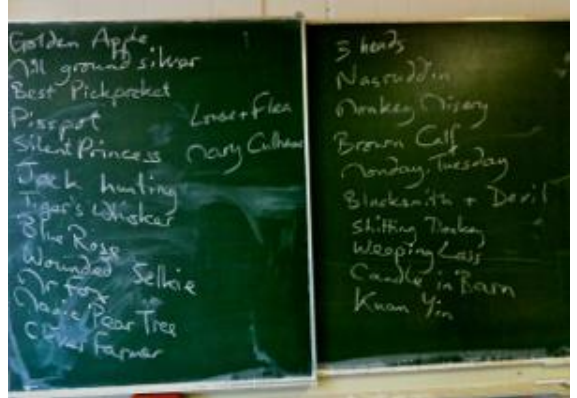 Golden Apple
Mill ground silver
Best Pickpocket
Pisspot
Silent Princess
Jack hunting
Tiger's Whisker
Blue Rose
Wounded Selkie
Mr Fox
Magic Pear Tree
Clever Farmer
Louse + Flea
Mary Culhane
3 heads
Nasruddin
Monkey Misery
Brown Calf
Monday, Tuesday
Blacksmith + Devil
Shitting Donkey
Weeping Lass
Candle in Barn
Kuan Yin